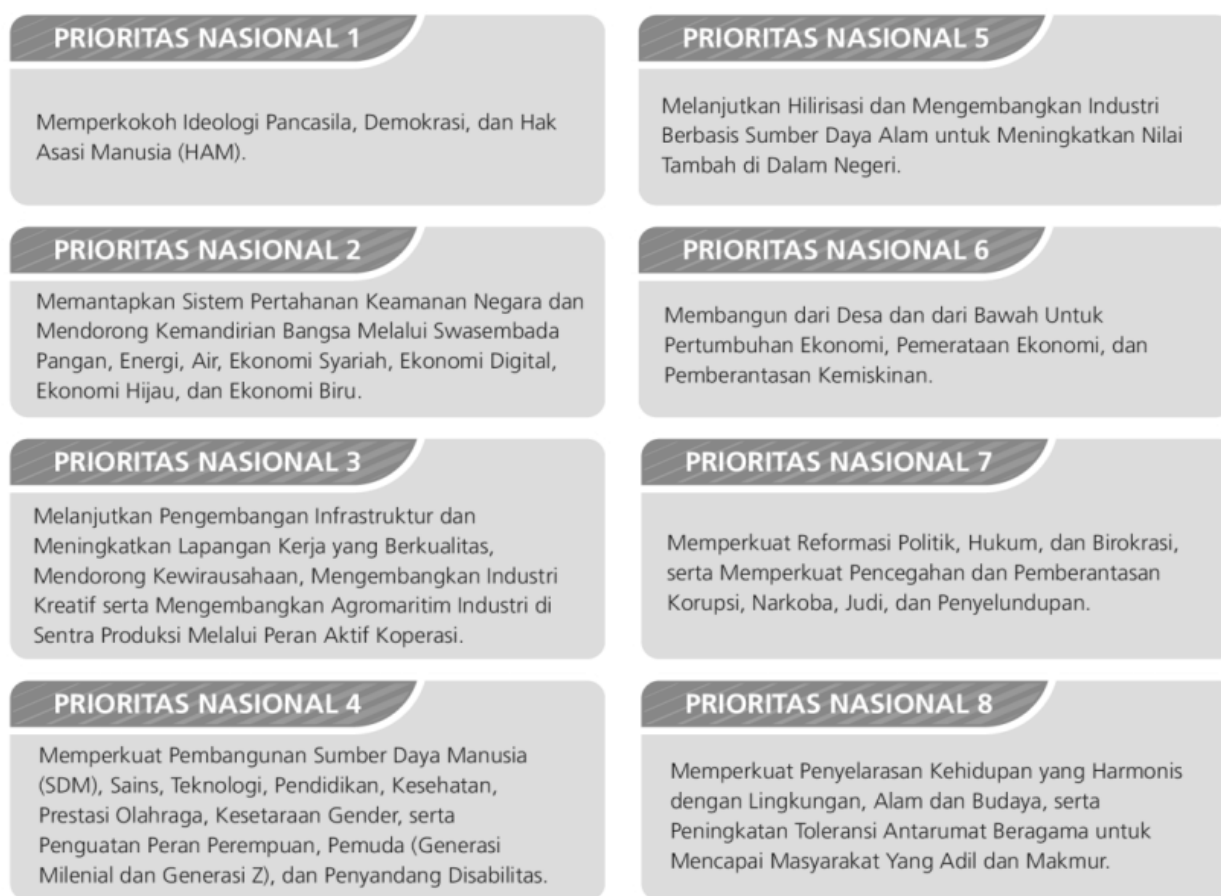 PRIORITAS NASIONAL 1
Memperkokoh Ideologi Pancasila, Demokrasi, dan Hak
Asasi Manusia (HAM).
PRIORITAS NASIONAL 2
Memantapkan Sistem Pertahanan Keamanan Negara dan
Mendorong Kemandirian Bangsa Melalui Swasembada
Pangan, Energi, Air, Ekonomi Syariah, Ekonomi Digital,
Ekonomi Hijau, dan Ekonomi Biru.
PRIORITAS NASIONAL 3
Melanjutkan Pengembangan Infrastruktur dan
Meningkatkan Lapangan Kerja yang Berkualitas,
Mendorong Kewirausahaan, Mengembangkan Industri
Kreatif serta Mengembangkan Agromaritim Industri di
Sentra Produksi Melalui Peran Aktif Koperasi.
PRIORITAS NASIONAL 4
Memperkuat Pembangunan Sumber Daya Manusia
(SDM), Sains, Teknologi, Pendidikan, Kesehatan,
Prestasi Olahraga, Kesetaraan Gender, serta
Penguatan Peran Perempuan, Pemuda (Generasi
Milenial dan Generasi Z), dan Penyandang Disabilitas.
PRIORITAS NASIONAL 5
Melanjutkan Hilirisasi dan Mengembangkan Industri
Berbasis Sumber Daya Alam untuk Meningkatkan Nilai
Tambah di Dalam Negeri.
PRIORITAS NASIONAL 6
Membangun dari Desa dan dari Bawah Untuk
Pertumbuhan Ekonomi, Pemerataan Ekonomi, dan
Pemberantasan Kemiskinan.
PRIORITAS NASIONAL 7
Memperkuat Reformasi Politik, Hukum, dan Birokrasi,
serta Memperkuat Pencegahan dan Pemberantasan
Korupsi, Narkoba, Judi, dan Penyelundupan.
PRIORITAS NASIONAL 8
Memperkuat Penyelarasan Kehidupan yang Harmonis
dengan Lingkungan, Alam dan Budaya, serta
Peningkatan Toleransi Antarumat Beragama untuk
Mencapai Masyarakat Yang Adil dan Makmur.